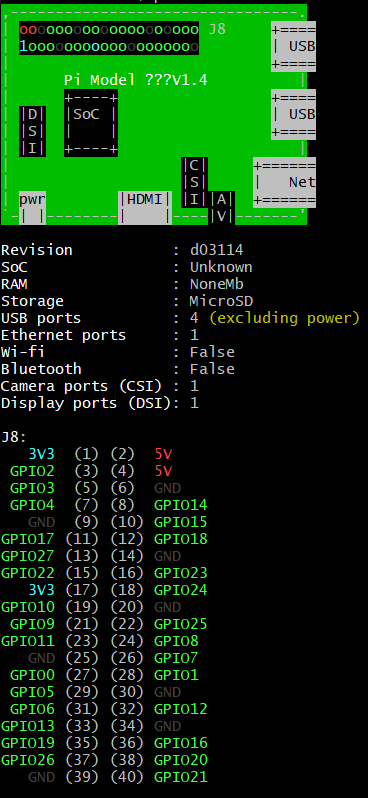 ,--------------------------------.
| oooooooooooooooooooo J8     +====
| 1ooooooooooooooooooo        | USB
|                             +====
|      Pi Model ???V1.4          |
|      +----+                 +====
| |D|  |SoC |                 | USB
| |S|  |    |                 +====
| |I|  +----+                    |
|                   |C|     +======
|                   |S|     |   Net
| pwr        |HDMI| |I||A|  +======
`-| |--------|    |----|V|-------'

Revision           : d03114
SoC                : Unknown
RAM                : NoneMb
Storage            : MicroSD
USB ports          : 4 (excluding power)
Ethernet ports     : 1
Wi-fi              : False
Bluetooth          : False
Camera ports (CSI) : 1
Display ports (DSI): 1

J8:
   3V3  (1) (2)  5V
 GPIO2  (3) (4)  5V
 GPIO3  (5) (6)  GND
 GPIO4  (7) (8)  GPIO14
   GND  (9) (10) GPIO15
GPIO17 (11) (12) GPIO18
GPIO27 (13) (14) GND
GPIO22 (15) (16) GPIO23
   3V3 (17) (18) GPIO24
GPIO10 (19) (20) GND
 GPIO9 (21) (22) GPIO25
GPIO11 (23) (24) GPIO8
   GND (25) (26) GPIO7
 GPIO0 (27) (28) GPIO1
 GPIO5 (29) (30) GND
 GPIO6 (31) (32) GPIO12
GPIO13 (33) (34) GND
GPIO19 (35) (36) GPIO16
GPIO26 (37) (38) GPIO20
   GND (39) (40) GPIO21